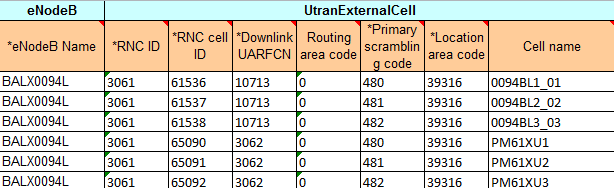 eNodeB UtranExternalCell
*eNodeB Name *RNC ID *RNC cell ID *Downlink UARFCN Routing area code *Primary scramblin g code *Location area code Cell name
BALX0094L 3061 61536 10713 0 480 39316 0094BL1_01
BALX0094L 3061 61537 10713 0 481 39316 0094BL2_02
BALX0094L 3061 61538 10713 0 482 39316 0094BL3_03
BALX0094L 3061 65090 3062 0 480 39316 PM61XU1
BALX0094L 3061 65091 3062 0 481 39316 PM61XU2
BALX0094L 3061 65092 3062 0 482 39316 PM61XU3